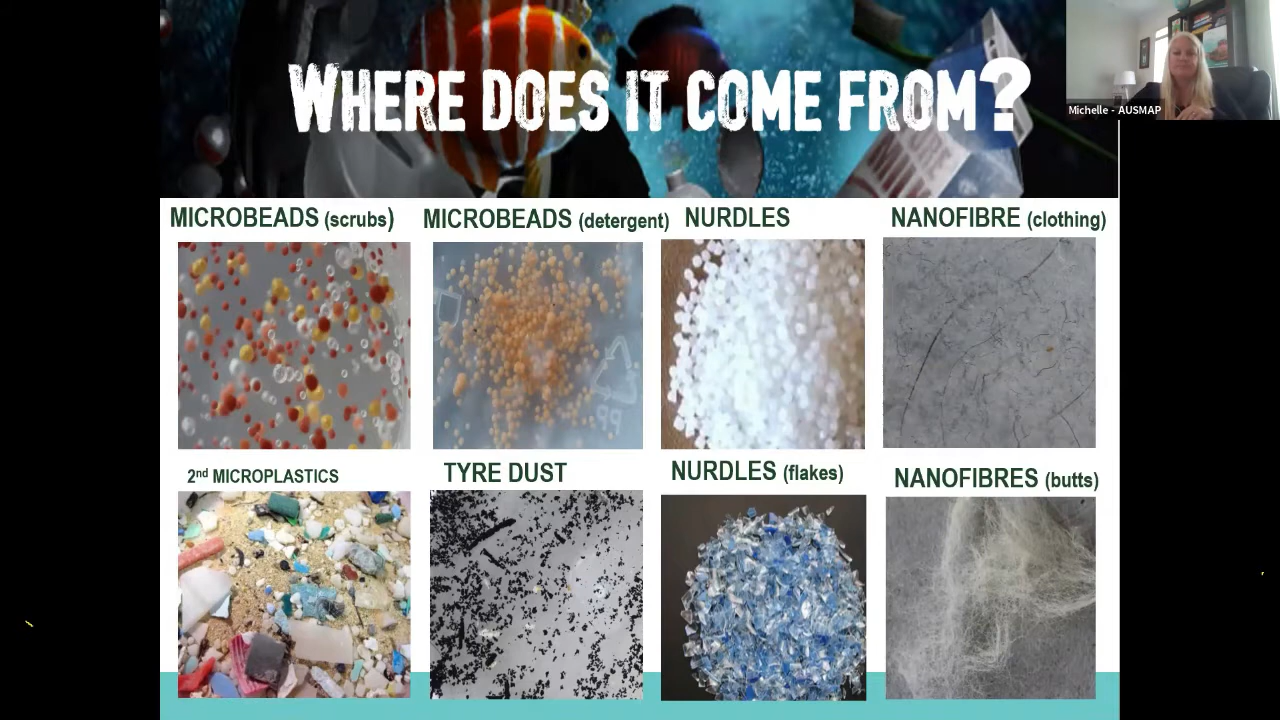 WHERE DOES IT COME FROM?
Michelle - AUSMAP
MICROBEADS (scrubs)
MICROBEADS (detergent)
NURDLES
NANOFIBRE (clothing)
PP
2nd MICROPLASTICS
TYRE DUST
NURDLES (flakes)
NANOFIBRES (butts)